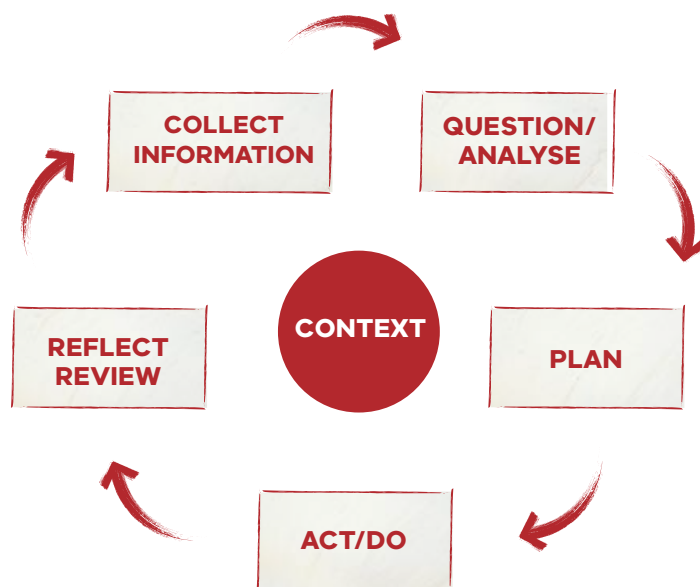 COLLECT
INFORMATION
QUESTION/
ANALYSE
CONTEXT
REFLECT
REVIEW
PLAN
ACT/DO